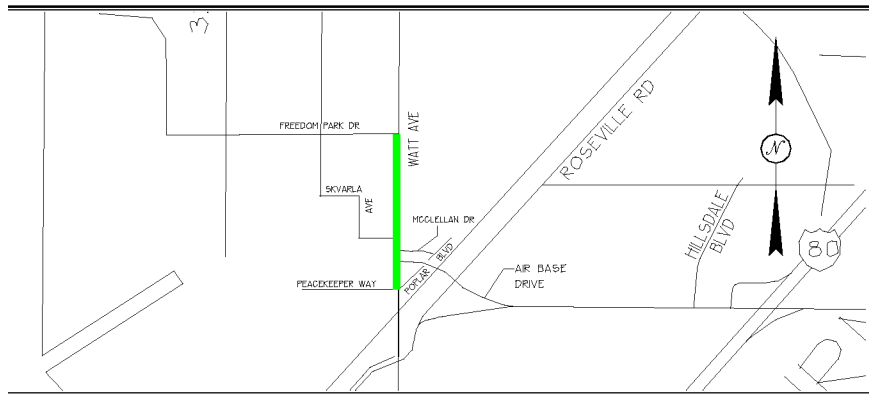 FREEDOM PARK DR
WATT AVE
ROSEVILLE RD
N
SKVARLA
AVE
MCCLELLAN DR
HILLSDALE
BLVD
80
POPLAR BLVD
AIR BASE
DRIVE
PEACEKEEPER WAY